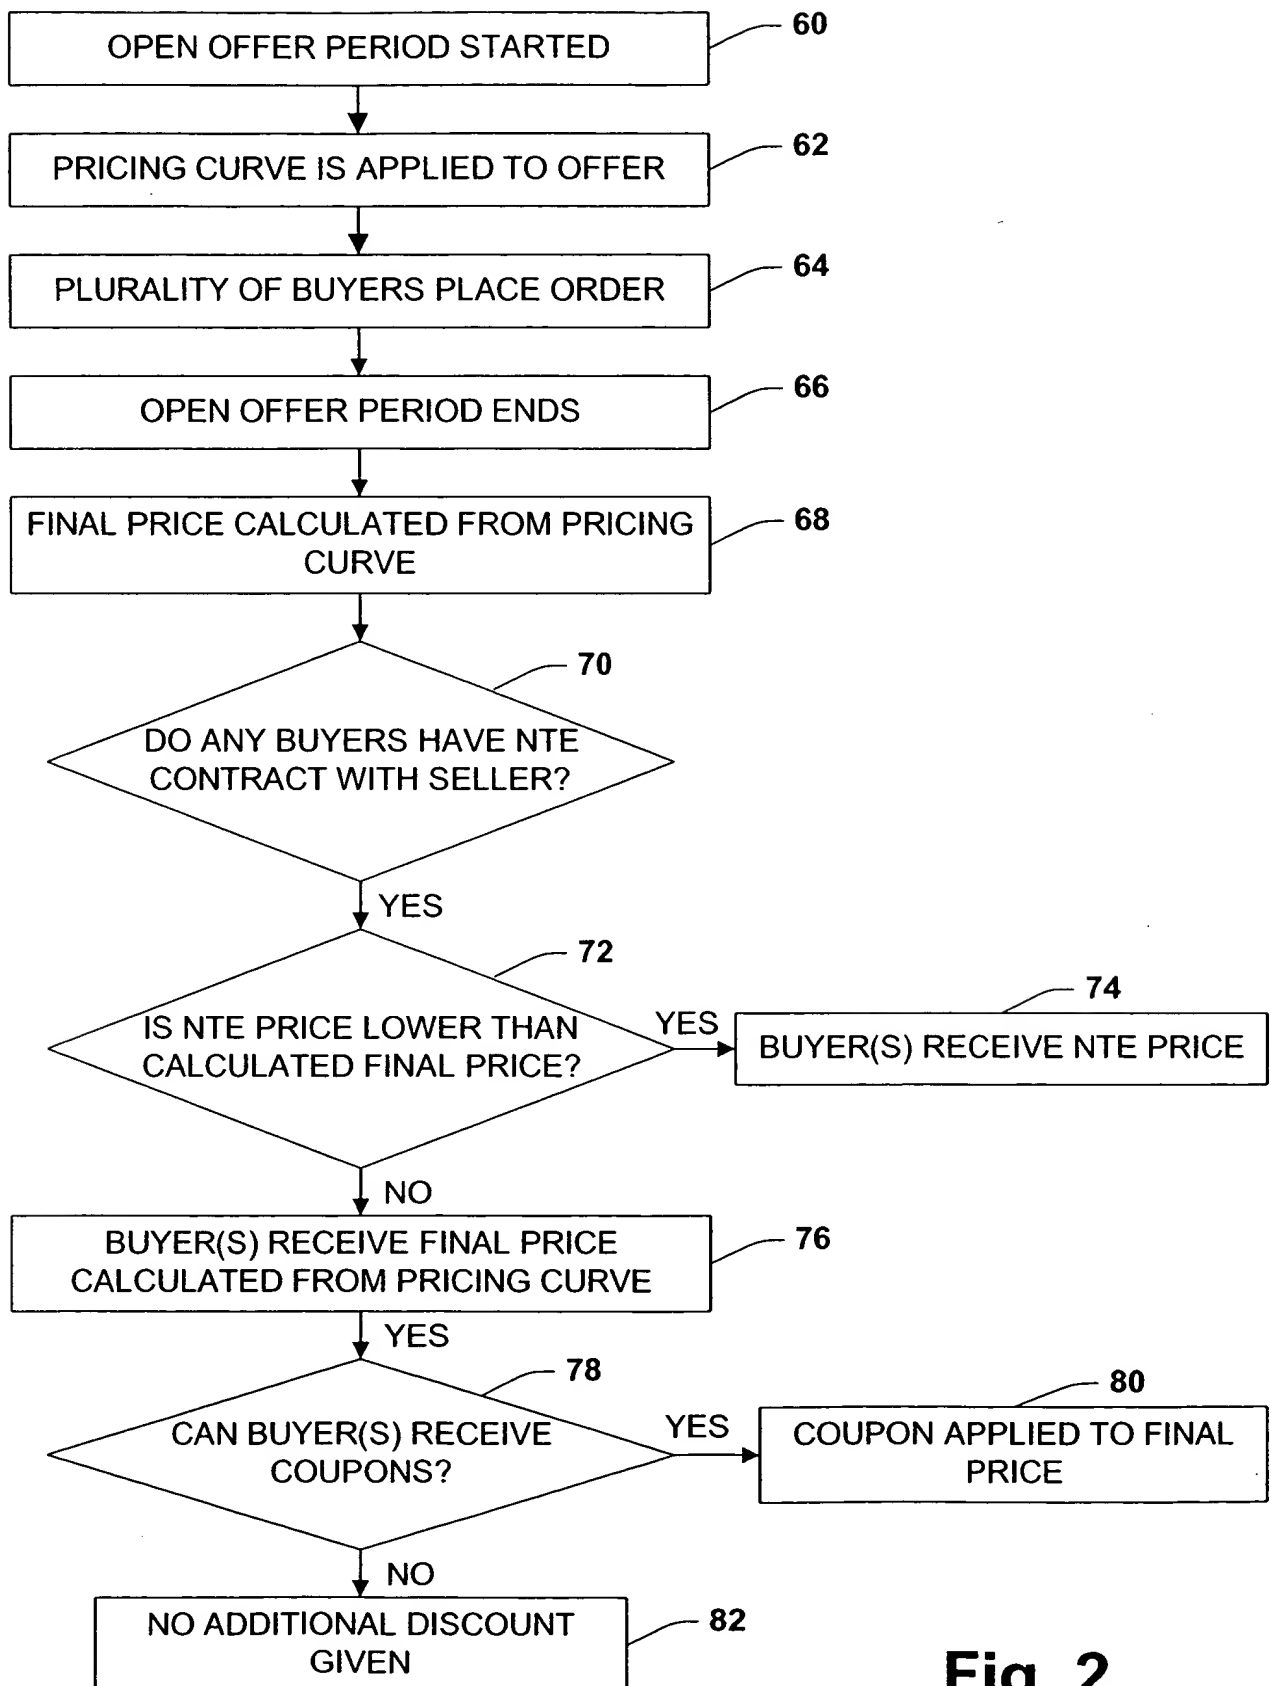 OPEN OFFER PERIOD STARTED
60
PRICING CURVE IS APPLIED TO OFFER
62
PLURALITY OF BUYERS PLACE ORDER
64
OPEN OFFER PERIOD ENDS
66
FINAL PRICE CALCULATED FROM PRICING
CURVE
68
70
DO ANY BUYERS HAVE NTE
CONTRACT WITH SELLER?
YES
72
IS NTE PRICE LOWER THAN
CALCULATED FINAL PRICE?
YES
74
BUYER(S) RECEIVE NTE PRICE
NO
BUYER(S) RECEIVE FINAL PRICE
CALCULATED FROM PRICING CURVE
76
YES
78
CAN BUYER(S) RECEIVE
COUPONS?
YES
80
COUPON APPLIED TO FINAL
PRICE
NO
NO ADDITIONAL DISCOUNT
GIVEN
82
Fig. 2